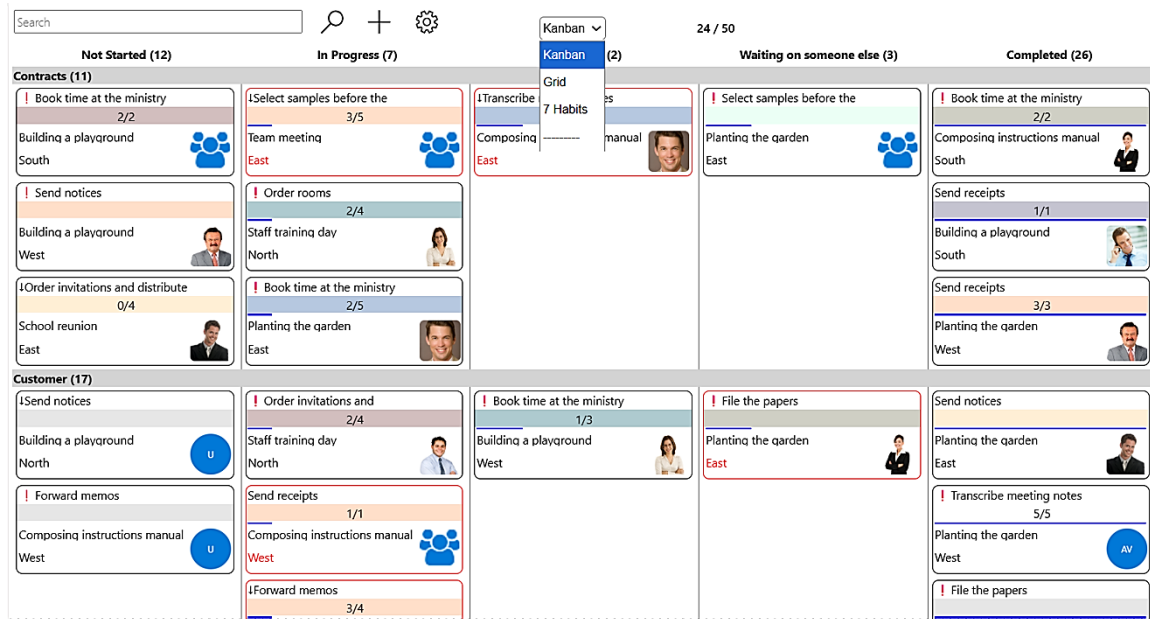 Search
Kanban
24 / 50
Kanban
Grid
7 Habits
----------
Not Started (12)
In Progress (7)
(2)
Waiting on someone else (3)
Completed (26)
Contracts (11)
! Book time at the ministry
2/2
Building a playground
South
! Send notices
Building a playground
West
↓Order invitations and distribute
0/4
School reunion
East
↓Select samples before the
3/5
Team meeting
East
! Order rooms
2/4
Staff training day
North
! Book time at the ministry
2/5
Planting the garden
East
↓Transcribe es
Composing manual
East
! Select samples before the
Planting the garden
East
! Book time at the ministry
2/2
Composing instructions manual
South
Send receipts
1/1
Building a playground
South
Send receipts
3/3
Planting the garden
West
Customer (17)
↓Send notices
Building a playground
North
U
! Forward memos
Composing instructions manual
West
U
! Order invitations and
2/4
Staff training day
North
Send receipts
1/1
Composing instructions manual
West
↓Forward memos
3/4
! Book time at the ministry
1/3
Building a playground
West
! File the papers
Planting the garden
East
Send notices
Planting the garden
East
! Transcribe meeting notes
5/5
Planting the garden
West
AV
! File the papers